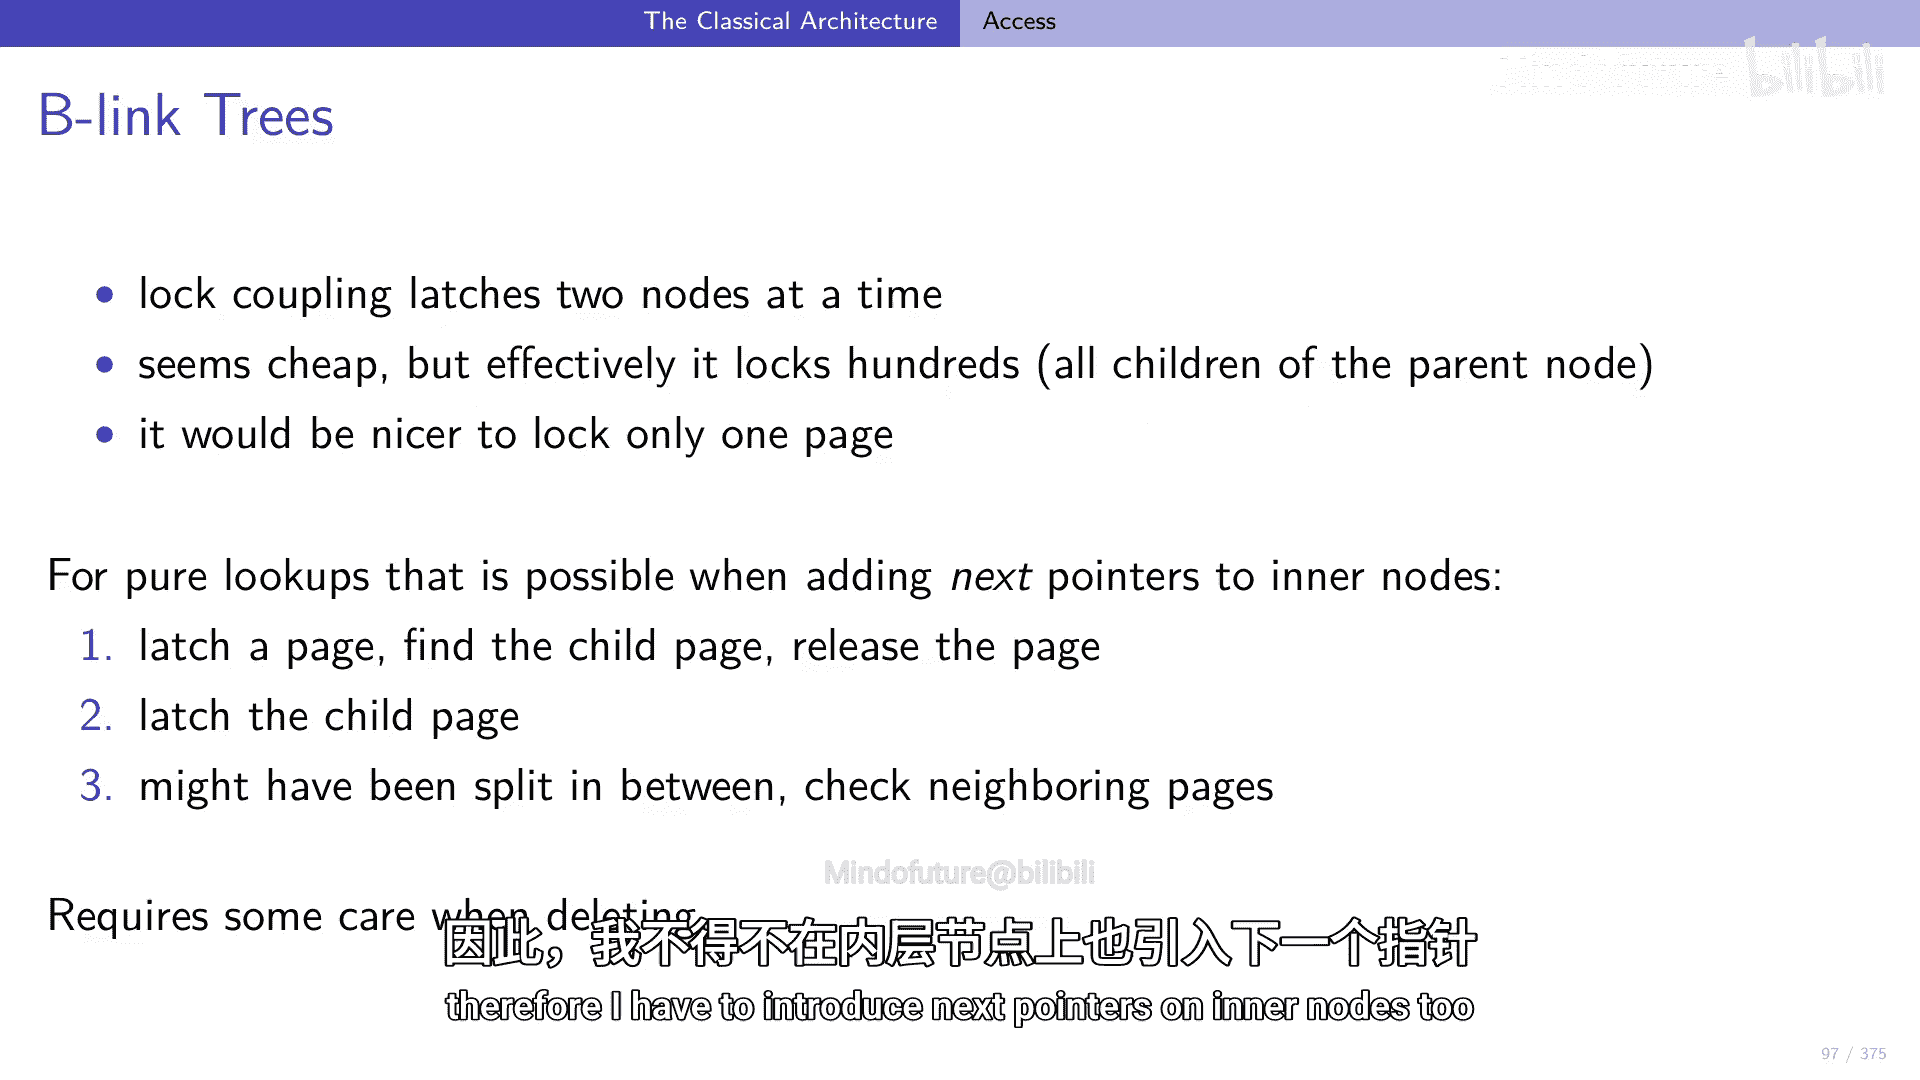 The Classical Architecture Access
bilibili
B-link Trees
• lock coupling latches two nodes at a time
• seems cheap, but effectively it locks hundreds (all children of the parent node)
• it would be nicer to lock only one page
For pure lookups that is possible when adding next pointers to inner nodes:
1. latch a page, find the child page, release the page
2. latch the child page
3. might have been split in between, check neighboring pages
Mindofuture@bilibili
Requires some care when deleting.
因此，我不得不在内层节点上也引入下一个指针
therefore I have to introduce next pointers on inner nodes too
97 / 375